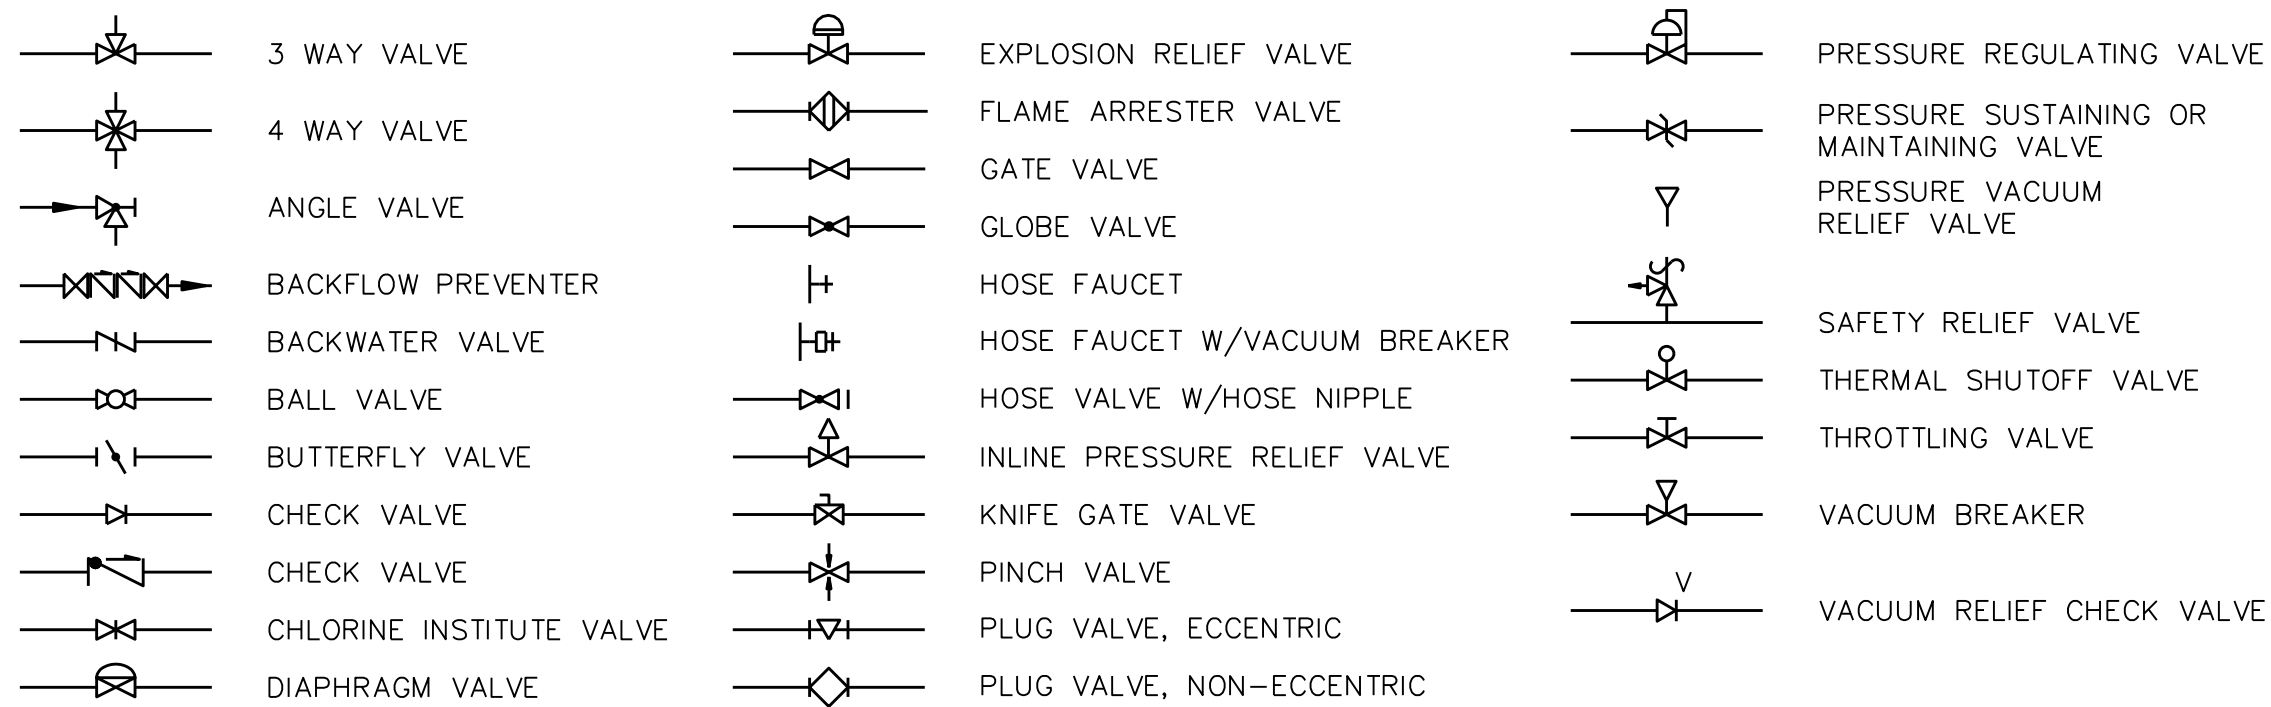 3 WAY VALVE
4 WAY VALVE
ANGLE VALVE
BACKFLOW PREVENTER
BACKWATER VALVE
BALL VALVE
BUTTERFLY VALVE
CHECK VALVE
CHECK VALVE
CHLORINE INSTITUTE VALVE
DIAPHRAGM VALVE
EXPLOSION RELIEF VALVE
FLAME ARRESTER VALVE
GATE VALVE
GLOBE VALVE
HOSE FAUCET
HOSE FAUCET W/VACUUM BREAKER
HOSE VALVE W/HOSE NIPPLE
INLINE PRESSURE RELIEF VALVE
KNIFE GATE VALVE
PINCH VALVE
PLUG VALVE, ECCENTRIC
PLUG VALVE, NON-ECCENTRIC
PRESSURE REGULATING VALVE
PRESSURE SUSTAINING OR
MAINTAINING VALVE
PRESSURE VACUUM
RELIEF VALVE
SAFETY RELIEF VALVE
THERMAL SHUTOFF VALVE
THROTTLING VALVE
VACUUM BREAKER
V
VACUUM RELIEF CHECK VALVE